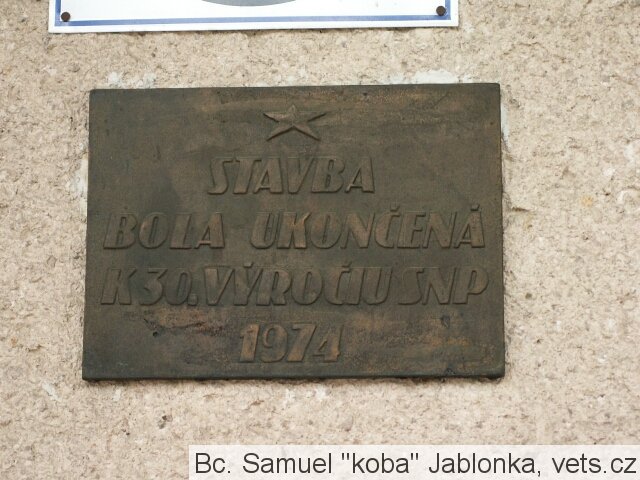 STAVBA
BOLA UKONČENÁ
K 30. VÝROČIU SNP
1974
Bc. Samuel "koba" Jablonka, vets.cz